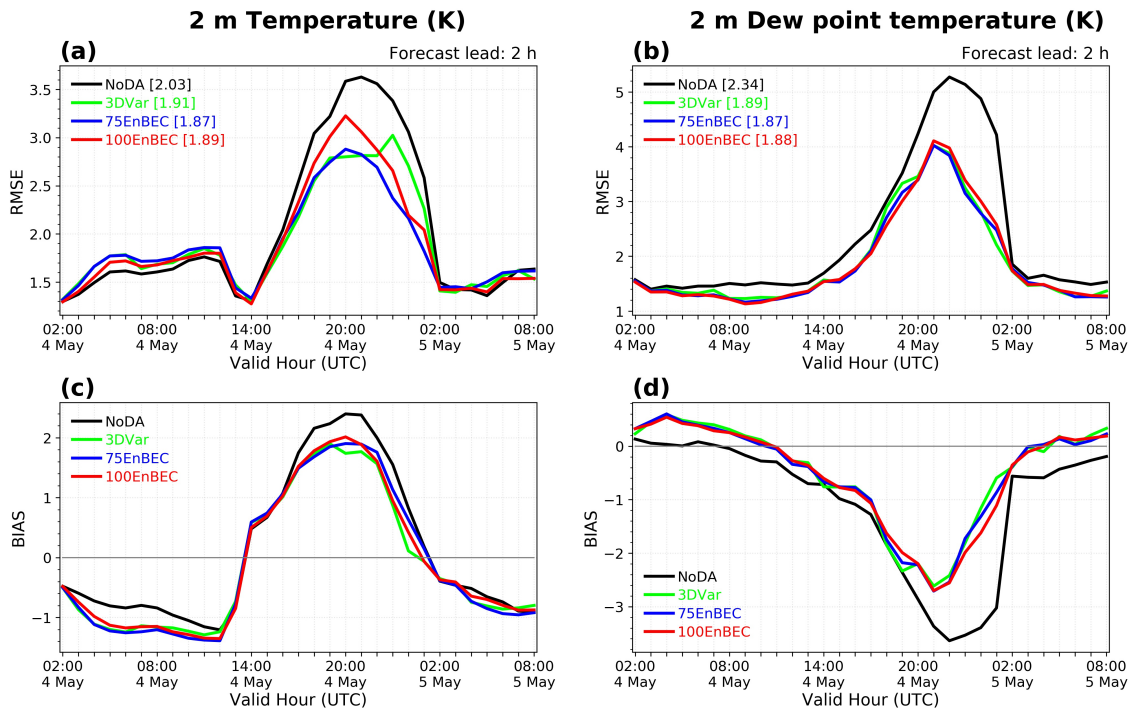 2 m Temperature (K)
2 m Dew point temperature (K)
(a)
Forecast lead: 2 h
NoDA [2.03]
3DVar [1.91]
75EnBEC [1.87]
100EnBEC [1.89]
RMSE
3.5
3.0
2.5
2.0
1.5
02:00 08:00 14:00 20:00 02:00 08:00
4 May 4 May 4 May 4 May 5 May 5 May
Valid Hour (UTC)
(b)
Forecast lead: 2 h
NoDA [2.34]
3DVar [1.89]
75EnBEC [1.87]
100EnBEC [1.88]
RMSE
5
4
3
2
1
02:00 08:00 14:00 20:00 02:00 08:00
4 May 4 May 4 May 4 May 5 May 5 May
Valid Hour (UTC)
(c)
NoDA
3DVar
75EnBEC
100EnBEC
BIAS
2
1
0
−1
02:00 08:00 14:00 20:00 02:00 08:00
4 May 4 May 4 May 4 May 5 May 5 May
Valid Hour (UTC)
(d)
BIAS
0
−1
−2
−3
NoDA
3DVar
75EnBEC
100EnBEC
02:00 08:00 14:00 20:00 02:00 08:00
4 May 4 May 4 May 4 May 5 May 5 May
Valid Hour (UTC)